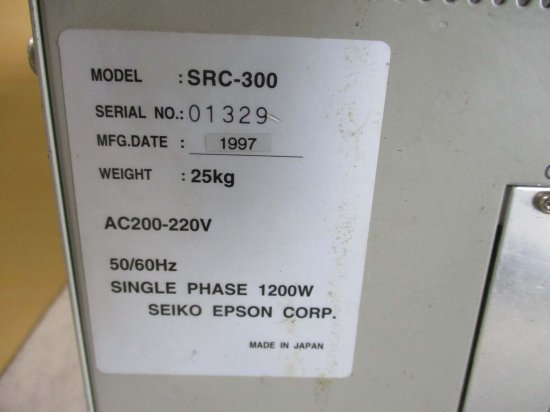 MODEL : SRC-300
SERIAL NO.: 01329
MFG.DATE : 1997
WEIGHT : 25kg
AC200-220V
50/60Hz
SINGLE PHASE 1200W
SEIKO EPSON CORP.
MADE IN JAPAN